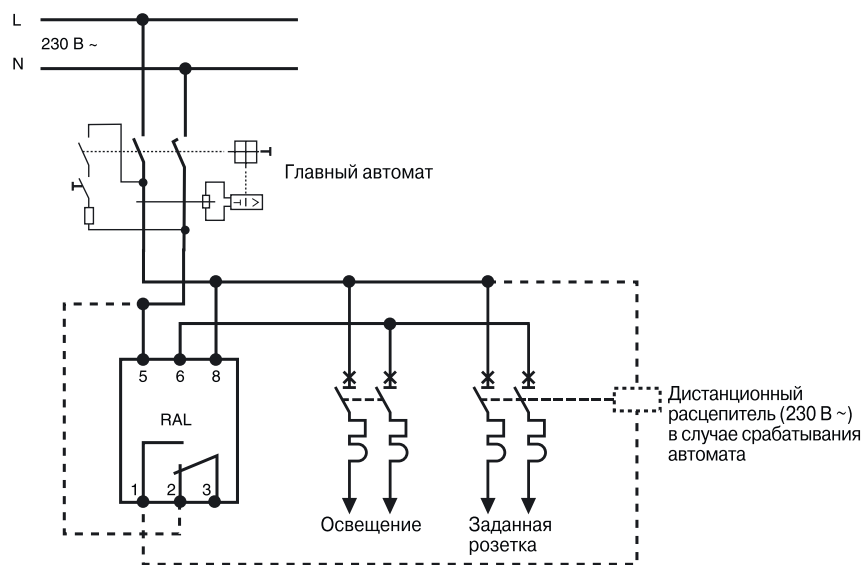 L
230 В ~
N
Главный автомат
5 6 8
RAL
1 2 3
Дистанционный
расцепитель (230 В ~)
в случае срабатывания
автомата
Освещение
Заданная
розетка